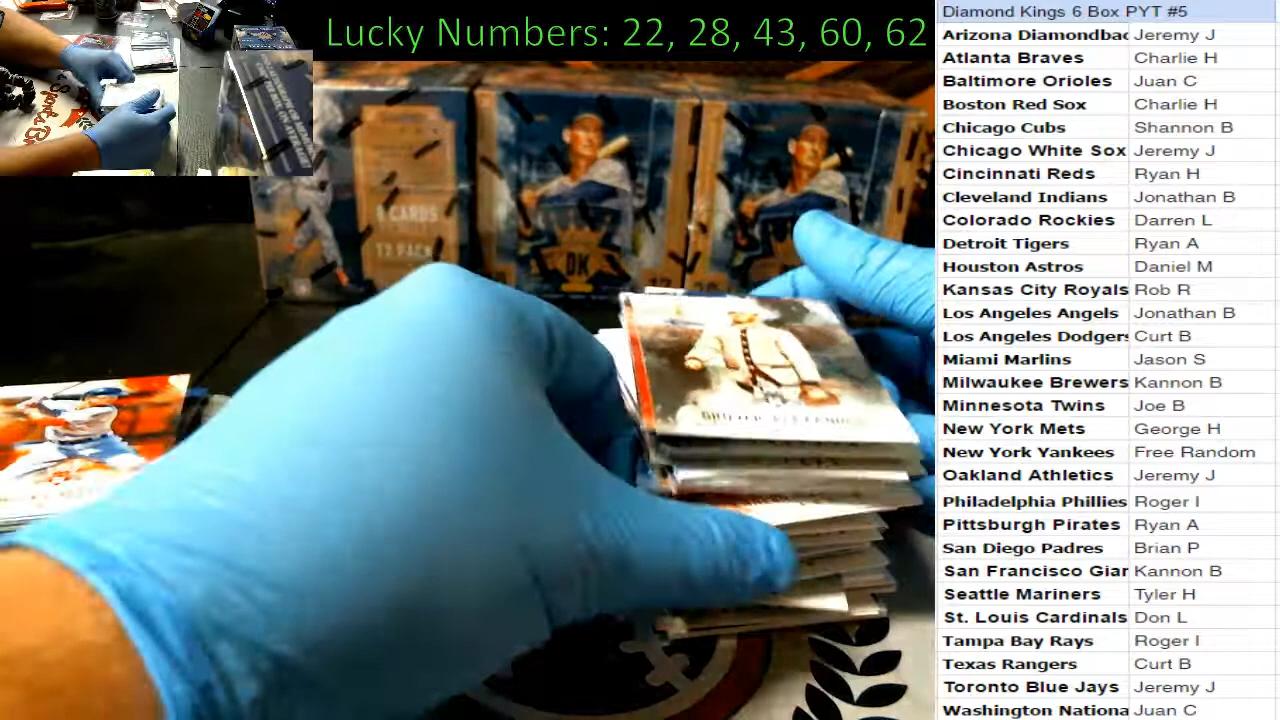 Lucky Numbers: 22, 28, 43, 60, 62
Diamond Kings 6 Box PYT #5
Arizona Diamondbac Jeremy J
Atlanta Braves Charlie H
Baltimore Orioles Juan C
Boston Red Sox Charlie H
Chicago Cubs Shannon B
Chicago White Sox Jeremy J
Cincinnati Reds Ryan H
Cleveland Indians Jonathan B
Colorado Rockies Darren L
Detroit Tigers Ryan A
Houston Astros Daniel M
Kansas City Royals Rob R
Los Angeles Angels Jonathan B
Los Angeles Dodgers Curt B
Miami Marlins Jason S
Milwaukee Brewers Kannon B
Minnesota Twins Joe B
New York Mets George H
New York Yankees Free Random
Oakland Athletics Jeremy J
Philadelphia Phillies Roger I
Pittsburgh Pirates Ryan A
San Diego Padres Brian P
San Francisco Giar Kannon B
Seattle Mariners Tyler H
St. Louis Cardinals Don L
Tampa Bay Rays Roger I
Texas Rangers Curt B
Toronto Blue Jays Jeremy J
Washington Nationa Juan C
8 CARDS
12 PACK
DK